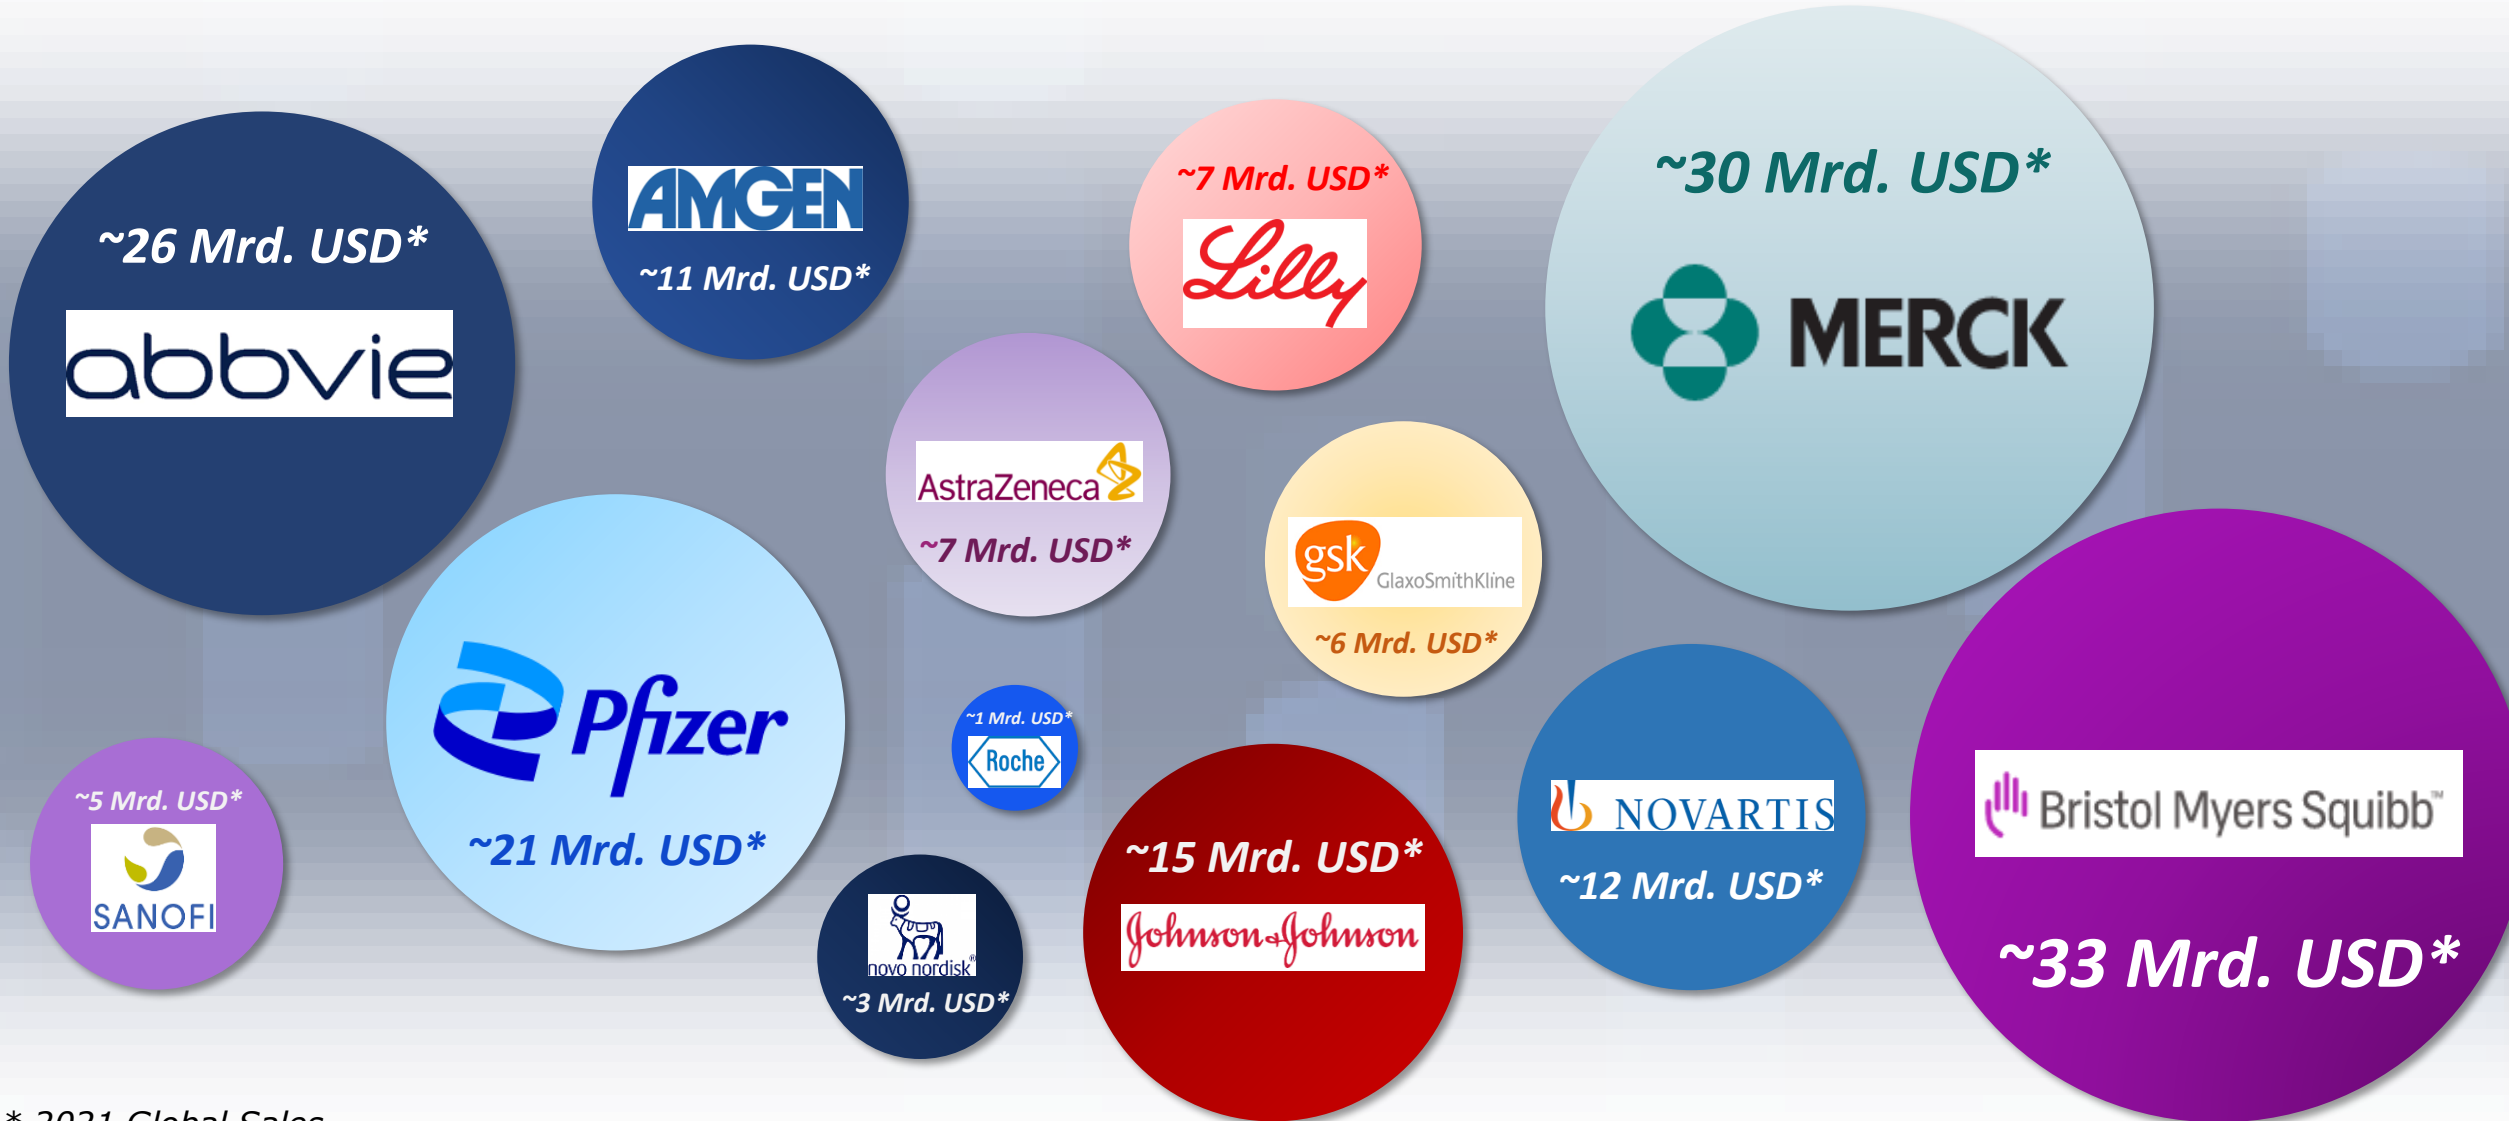 ~26 Mrd. USD*
abbvie
AMGEN
~11 Mrd. USD*
~7 Mrd. USD*
Lilly
~30 Mrd. USD*
MERCK
AstraZeneca
~7 Mrd. USD*
gsk
GlaxoSmithKline
~6 Mrd. USD*
Pfizer
~21 Mrd. USD*
~1 Mrd. USD*
Roche
~5 Mrd. USD*
SANOFI
novo nordisk®
~3 Mrd. USD*
~15 Mrd. USD*
Johnson & Johnson
NOVARTIS
~12 Mrd. USD*
Bristol Myers Squibb™
~33 Mrd. USD*
* 2021 Global Sales